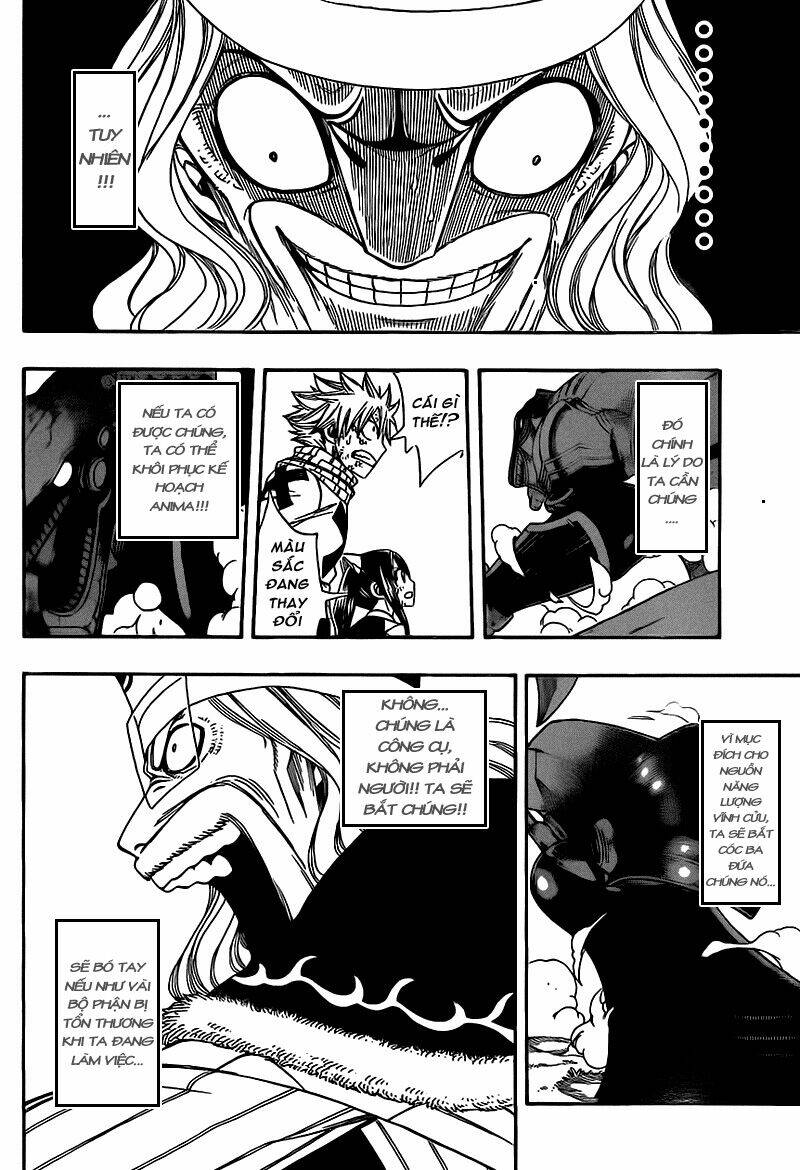 ...
TUY
NHIÊN
!!!
ĐÓ
CHÍNH
LÀ LÝ DO
TA CẦN
CHÚNG
....
CÁI GÌ
THẾ!?
MÀU
SẮC
ĐANG
THAY
ĐỔI
NẾU TA CÓ
ĐƯỢC CHÚNG,
TA CÓ THỂ
KHÔI PHỤC KẾ
HOẠCH
ANIMA!!!
VÌ MỤC
ĐÍCH CHO
NGUỒN
NĂNG
LƯỢNG
VĨNH CỬU,
TA SẼ BẮT
CÓC BA
ĐỨA
CHÚNG NÓ...
KHÔNG...
CHÚNG LÀ
CÔNG CỤ,
KHÔNG PHẢI
NGƯỜI!! TA SẼ
BẮT CHÚNG!!
SẼ BÓ TAY
NẾU NHƯ VÀI
BỘ PHẬN BỊ
TỔN THƯƠNG
KHI TA ĐANG
LÀM VIỆC...